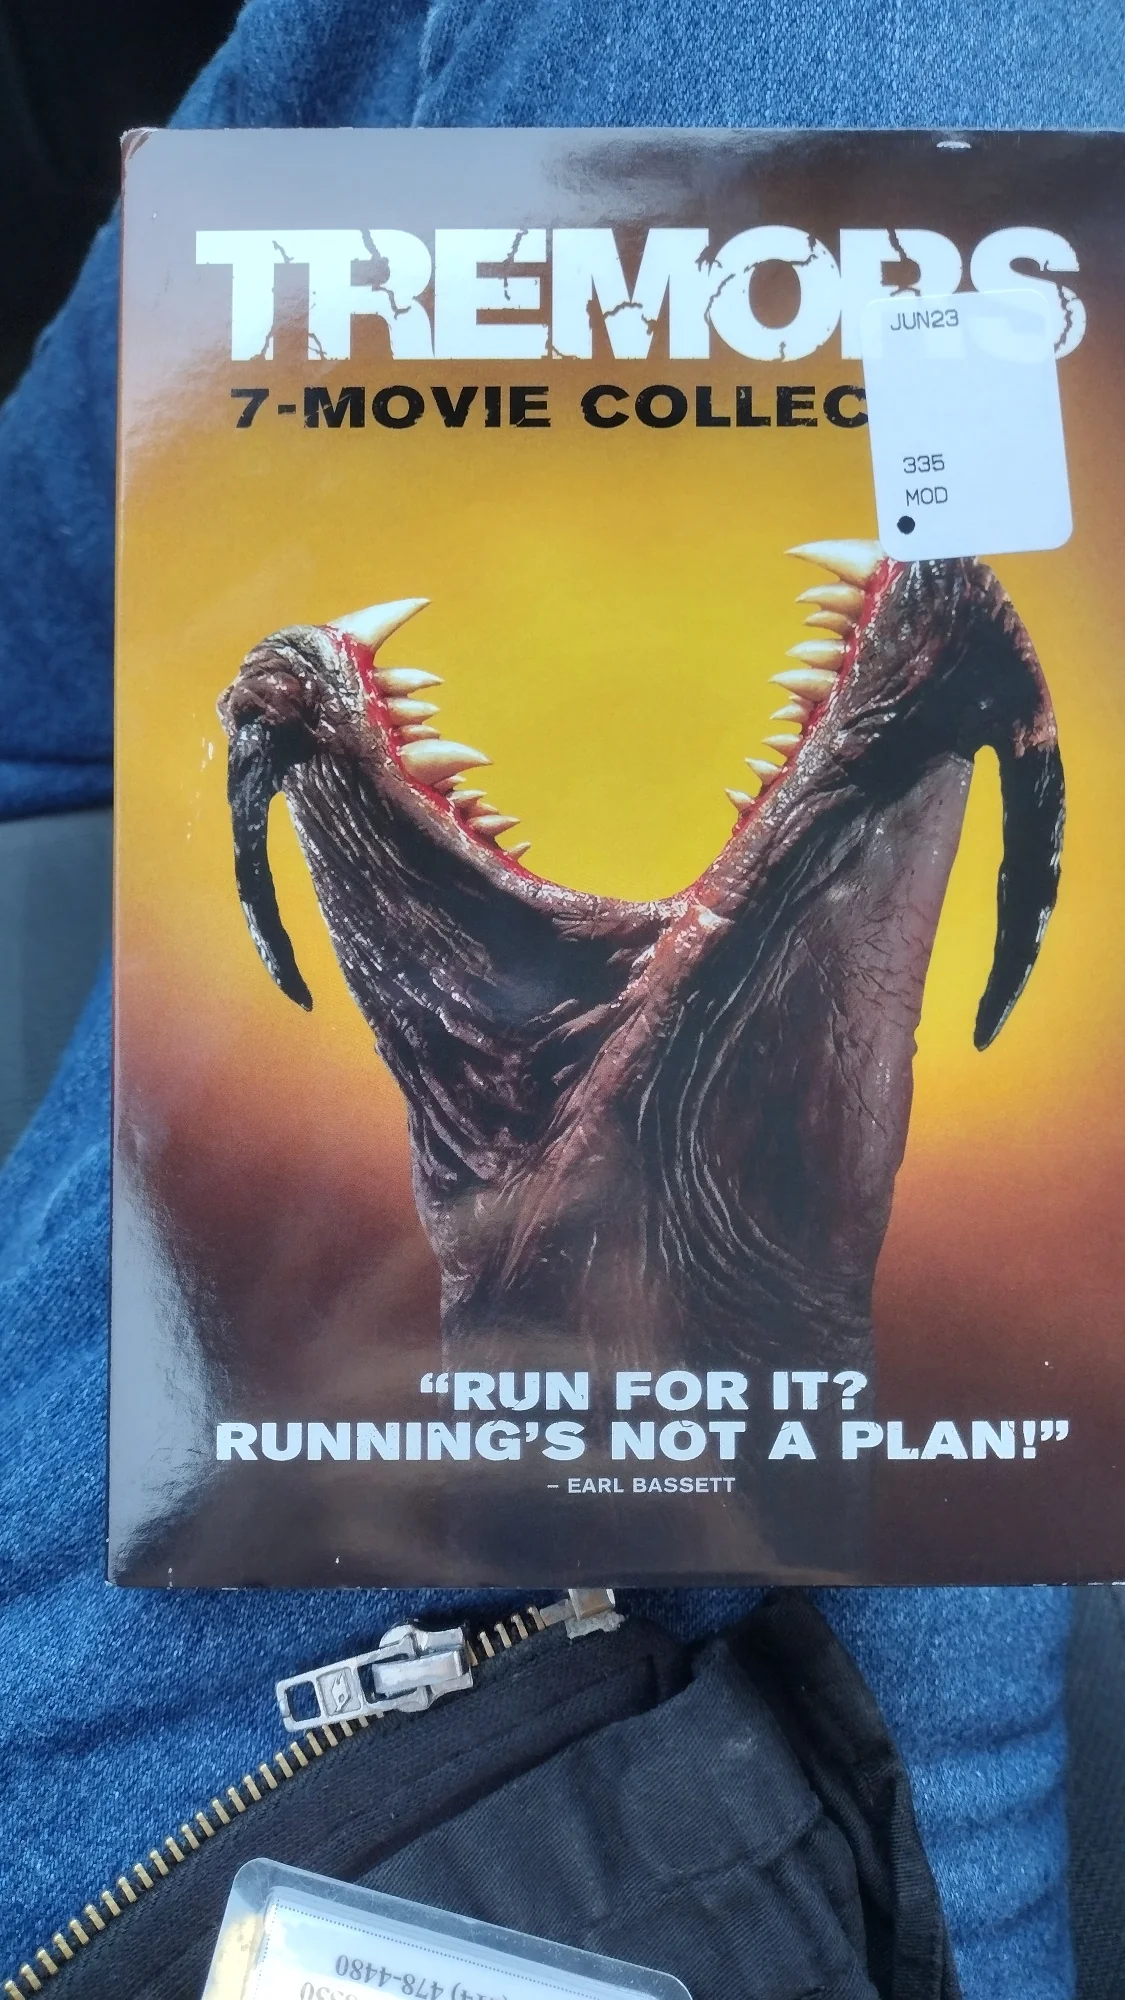 TREMORS
7-MOVIE COLLEC
JUN23
335
MOD
“RUN FOR IT?
RUNNING’S NOT A PLAN!”
– EARL BASSETT
478-4480